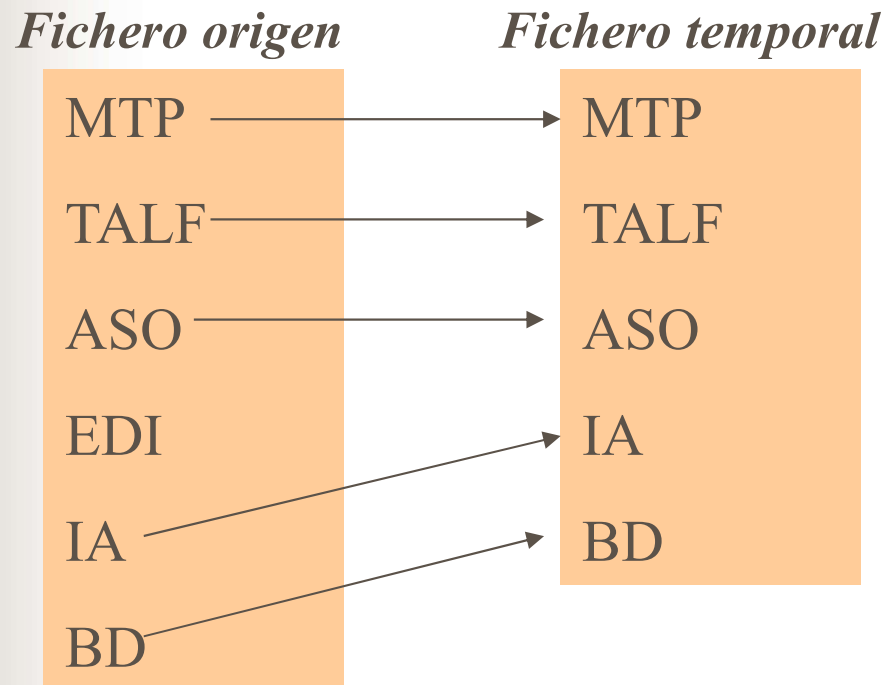 Fichero origen
MTP
TALF
ASO
EDI
IA
BD
Fichero temporal
MTP
TALF
ASO
IA
BD